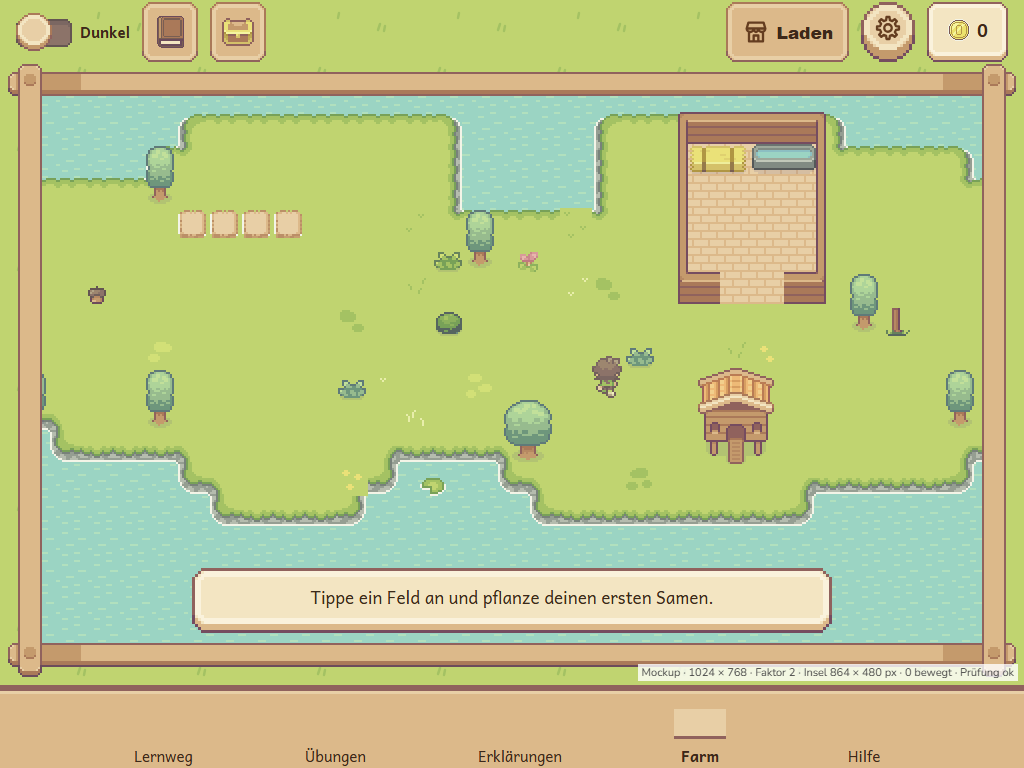 Dunkel
Laden
0
Tippe ein Feld an und pflanze deinen ersten Samen.
Mockup · 1024 × 768 · Faktor 2 · Insel 864 × 480 px · 0 bewegt · Prüfung ok
Lernweg
Übungen
Erklärungen
Farm
Hilfe